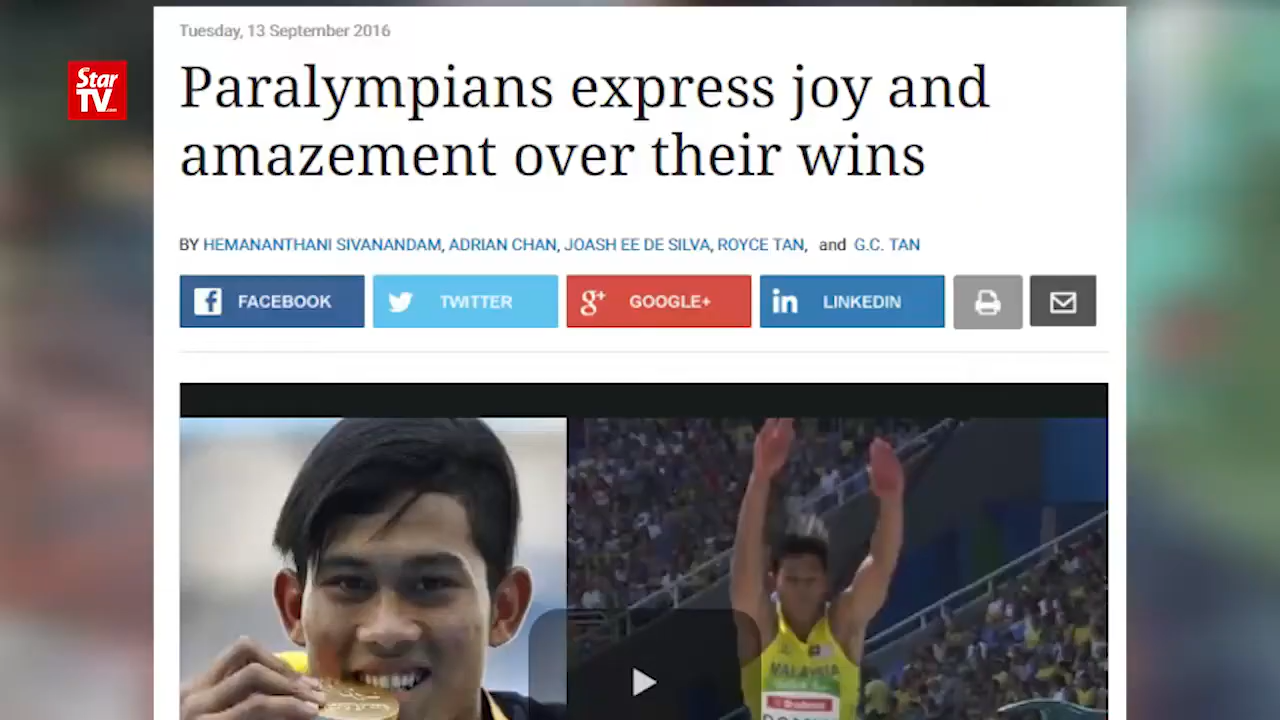 Tuesday, 13 September 2016
Star
TV
Paralympians express joy and
amazement over their wins
BY HEMANANTHANI SIVANANDAM, ADRIAN CHAN, JOASH EE DE SILVA, ROYCE TAN, and G.C. TAN
FACEBOOK
TWITTER
GOOGLE+
LINKEDIN
MALAYSIA